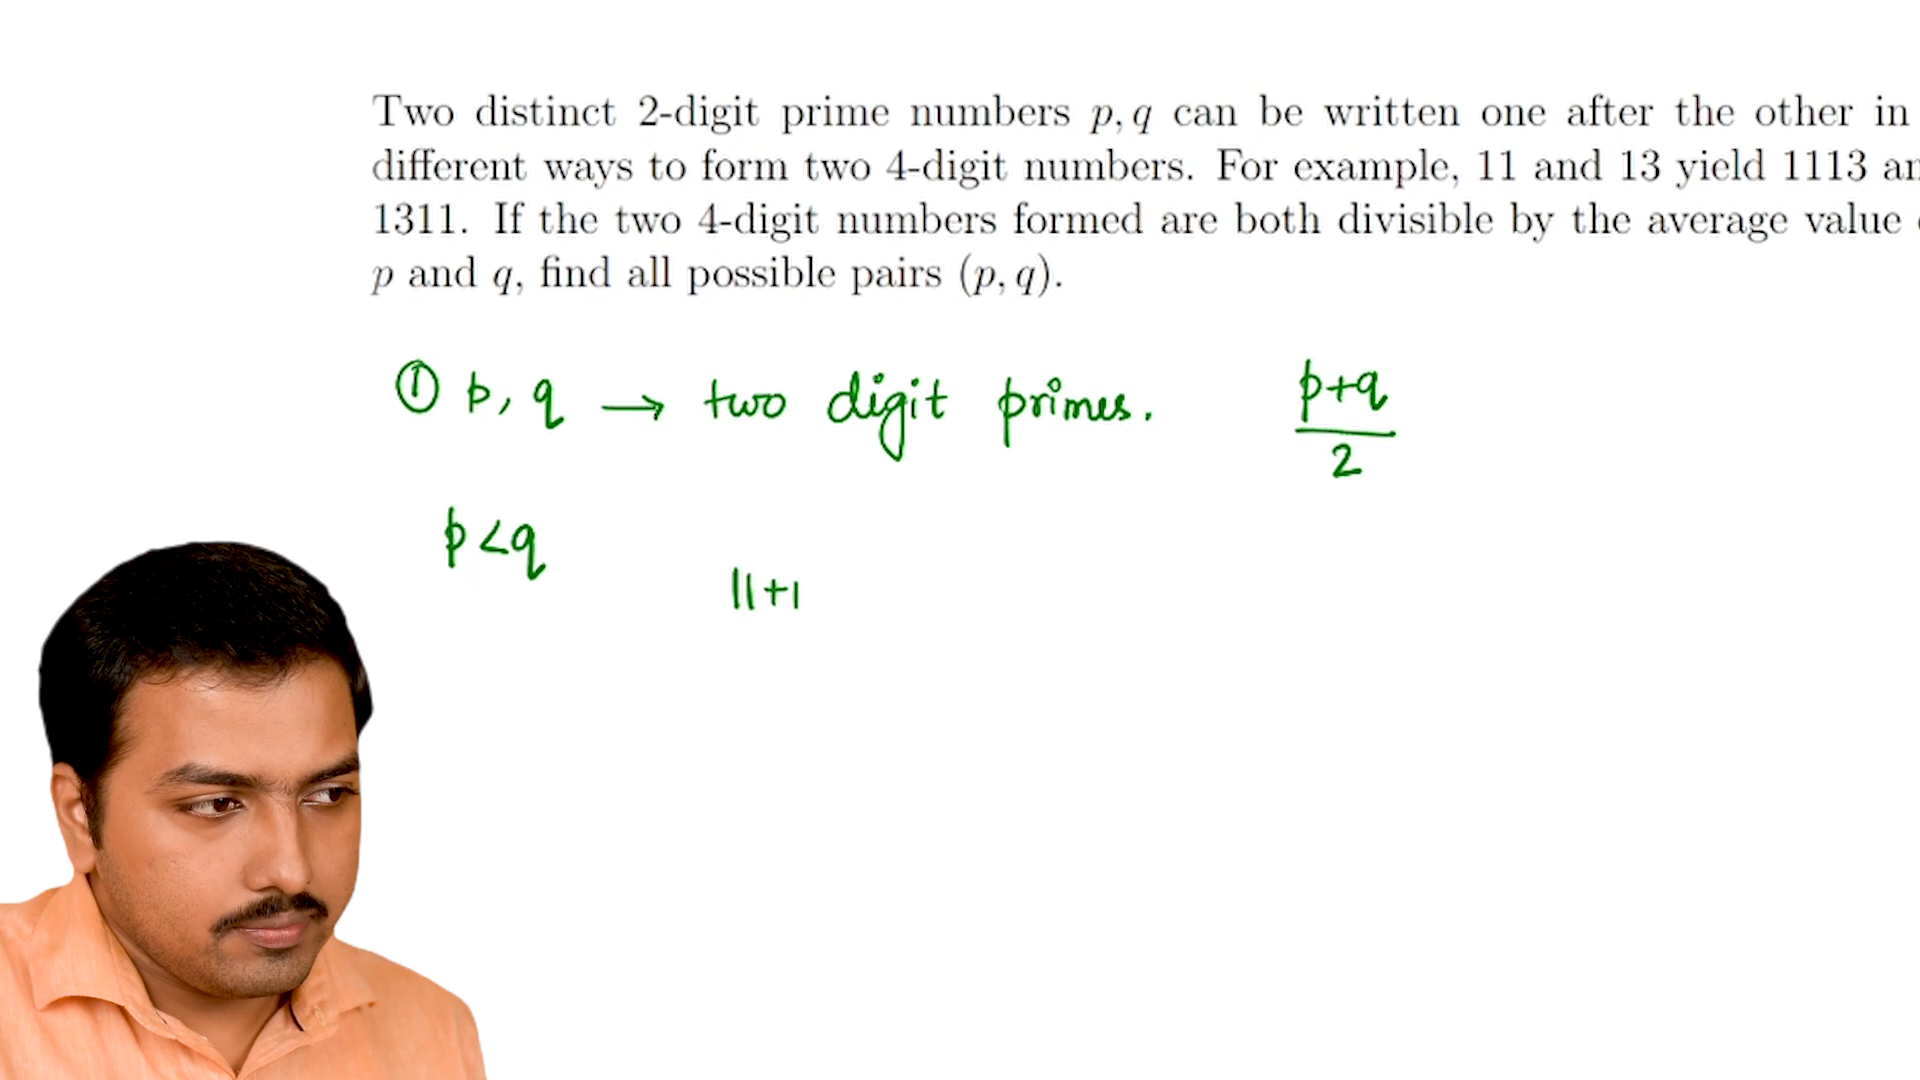 Two distinct 2-digit prime numbers p, q can be written one after the other in
different ways to form two 4-digit numbers. For example, 11 and 13 yield 1113
1311. If the two 4-digit numbers formed are both divisible by the average value
p and q, find all possible pairs (p, q).
① p, q → two digit primes. p+q
2
p<q
11+1